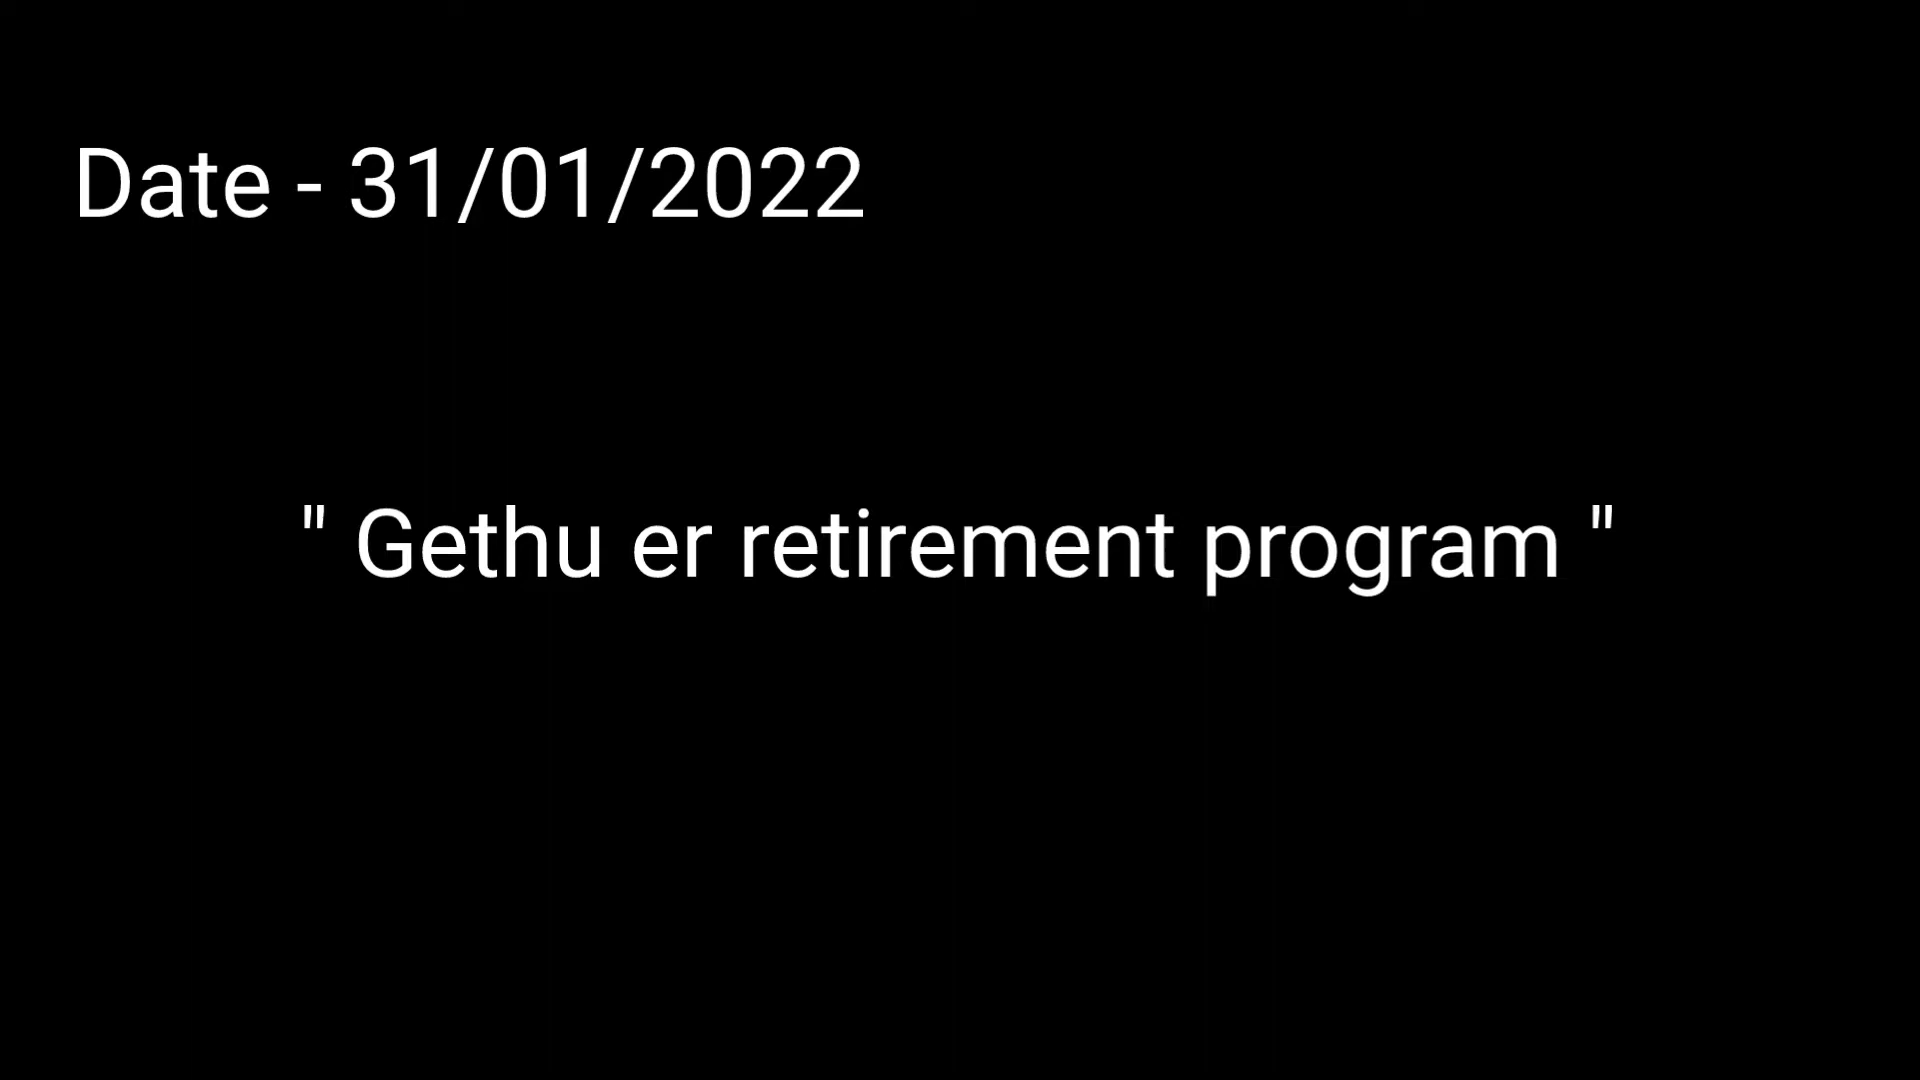 Date - 31/01/2022
" Gethu er retirement program "